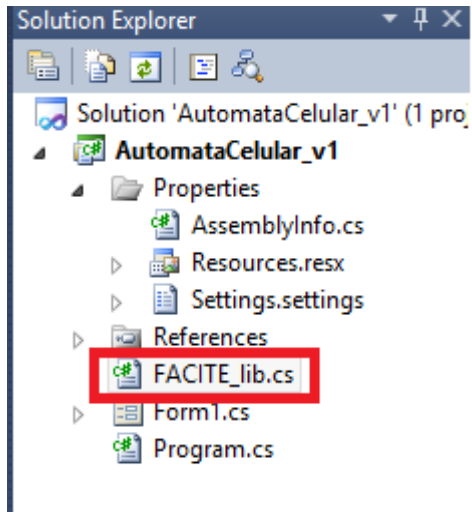 Solution Explorer
Solution 'AutomataCelular_v1' (1 proj
AutomataCelular_v1
Properties
AssemblyInfo.cs
Resources.resx
Settings.settings
References
FACITE_lib.cs
Form1.cs
Program.cs